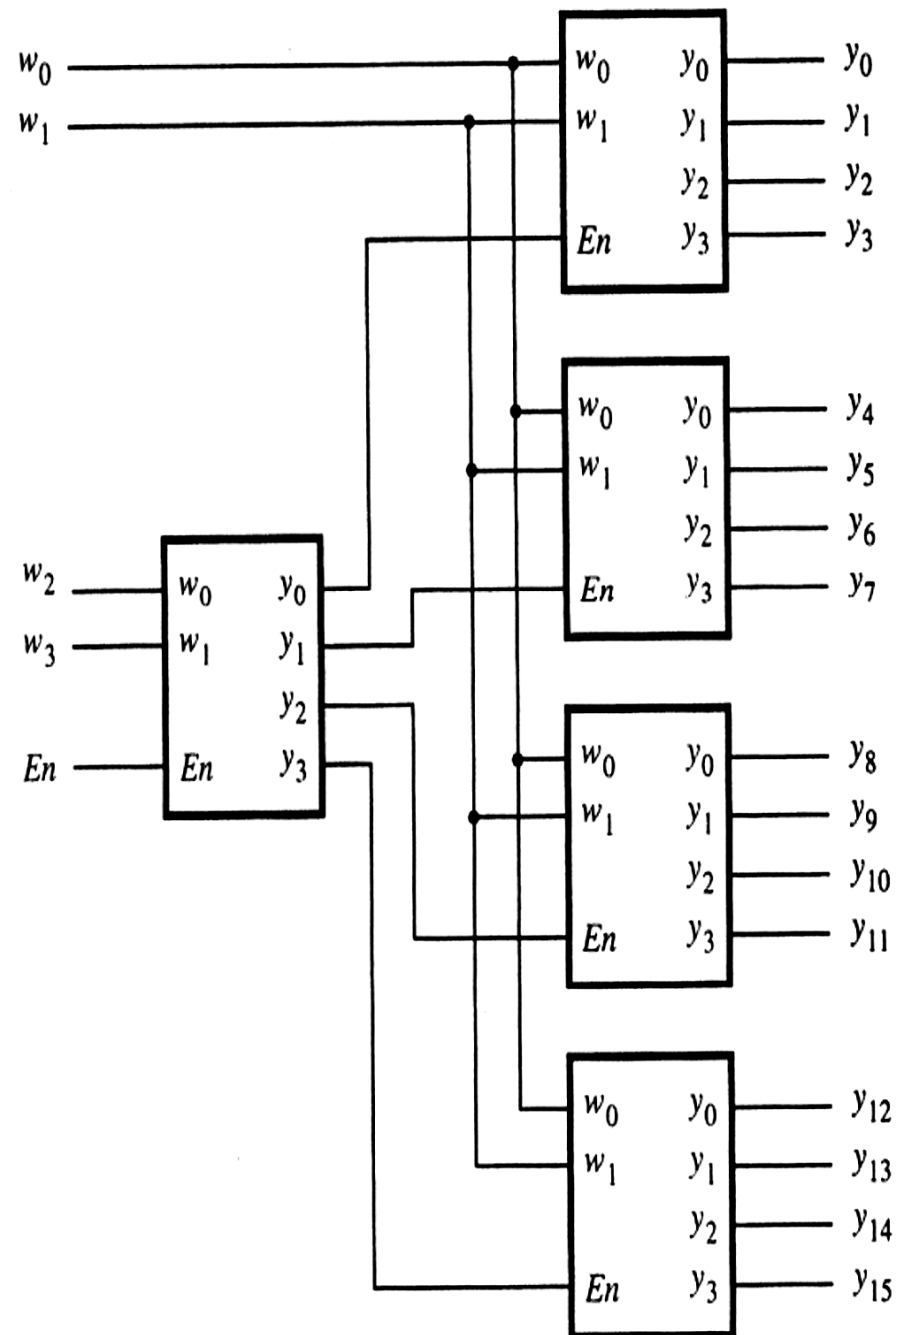 w0 w0 y0 y0
w1 w1 y1 y1
y2 y2
En y3 y3
w0 y0 y4
w1 y1 y5
y2 y6
w2 w0 y0 En y3 y7
w3 w1 y1
y2
En En y3
w0 y0 y8
w1 y1 y9
y2 y10
En y3 y11
w0 y0 y12
w1 y1 y13
y2 y14
En y3 y15